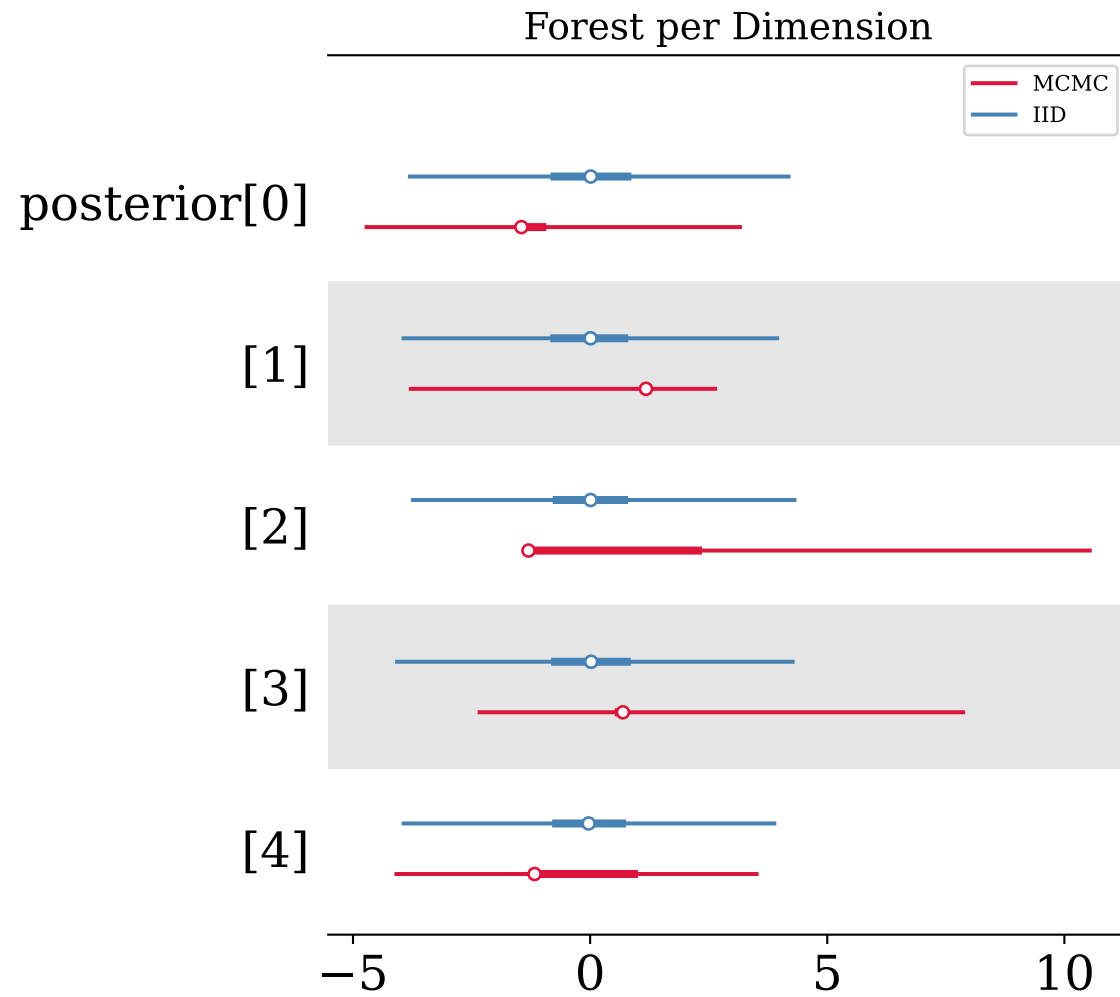 Forest per Dimension
MCMC
IID
posterior[0]
[1]
[2]
[3]
[4]
−5 0 5 10